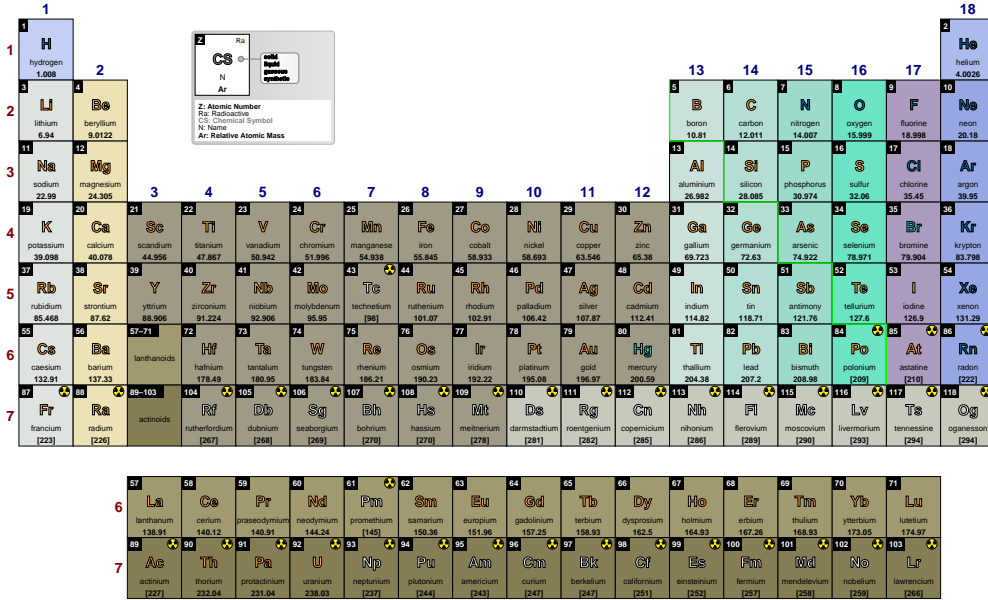 1 18
1 H hydrogen 1.008
Z Ra CS N Ar
solid
liquid
gaseous
synthetic
Z: Atomic Number
Ra: Radioactive
CS: Chemical Symbol
N: Name
Ar: Relative Atomic Mass
2 He helium 4.0026
1
2 13 14 15 16 17
3 Li lithium 6.94
4 Be beryllium 9.0122
5 B boron 10.81
6 C carbon 12.011
7 N nitrogen 14.007
8 O oxygen 15.999
9 F fluorine 18.998
10 Ne neon 20.18
2
11 Na sodium 22.99
12 Mg magnesium 24.305
13 Al aluminium 26.982
14 Si silicon 28.085
15 P phosphorus 30.974
16 S sulfur 32.06
17 Cl chlorine 35.45
18 Ar argon 39.95
3
3 4 5 6 7 8 9 10 11 12
19 K potassium 39.098
20 Ca calcium 40.078
21 Sc scandium 44.956
22 Ti titanium 47.867
23 V vanadium 50.942
24 Cr chromium 51.996
25 Mn manganese 54.938
26 Fe iron 55.845
27 Co cobalt 58.933
28 Ni nickel 58.693
29 Cu copper 63.546
30 Zn zinc 65.38
31 Ga gallium 69.723
32 Ge germanium 72.63
33 As arsenic 74.922
34 Se selenium 78.971
35 Br bromine 79.904
36 Kr krypton 83.798
4
37 Rb rubidium 85.468
38 Sr strontium 87.62
39 Y yttrium 88.906
40 Zr zirconium 91.224
41 Nb niobium 92.906
42 Mo molybdenum 95.95
43 Tc technetium [98]
44 Ru ruthenium 101.07
45 Rh rhodium 102.91
46 Pd palladium 106.42
47 Ag silver 107.87
48 Cd cadmium 112.41
49 In indium 114.82
50 Sn tin 118.71
51 Sb antimony 121.76
52 Te tellurium 127.6
53 I iodine 126.9
54 Xe xenon 131.29
5
55 Cs caesium 132.91
56 Ba barium 137.33
57–71 lanthanoids
72 Hf hafnium 178.49
73 Ta tantalum 180.95
74 W tungsten 183.84
75 Re rhenium 186.21
76 Os osmium 190.23
77 Ir iridium 192.22
78 Pt platinum 195.08
79 Au gold 196.97
80 Hg mercury 200.59
81 Tl thallium 204.38
82 Pb lead 207.2
83 Bi bismuth 208.98
84 Po polonium [209]
85 At astatine [210]
86 Rn radon [222]
6
87 Fr francium [223]
88 Ra radium [226]
89–103 actinoids
104 Rf rutherfordium [267]
105 Db dubnium [268]
106 Sg seaborgium [269]
107 Bh bohrium [270]
108 Hs hassium [270]
109 Mt meitnerium [278]
110 Ds darmstadtium [281]
111 Rg roentgenium [282]
112 Cn copernicium [285]
113 Nh nihonium [286]
114 Fl flerovium [289]
115 Mc moscovium [290]
116 Lv livermorium [293]
117 Ts tennessine [294]
118 Og oganesson [294]
7
57 La lanthanum 138.91
58 Ce cerium 140.12
59 Pr praseodymium 140.91
60 Nd neodymium 144.24
61 Pm promethium [145]
62 Sm samarium 150.36
63 Eu europium 151.96
64 Gd gadolinium 157.25
65 Tb terbium 158.93
66 Dy dysprosium 162.5
67 Ho holmium 164.93
68 Er erbium 167.26
69 Tm thulium 168.93
70 Yb ytterbium 173.05
71 Lu lutetium 174.97
6
89 Ac actinium [227]
90 Th thorium 232.04
91 Pa protactinium 231.04
92 U uranium 238.03
93 Np neptunium [237]
94 Pu plutonium [244]
95 Am americium [243]
96 Cm curium [247]
97 Bk berkelium [247]
98 Cf californium [251]
99 Es einsteinium [252]
100 Fm fermium [257]
101 Md mendelevium [258]
102 No nobelium [259]
103 Lr lawrencium [266]
7